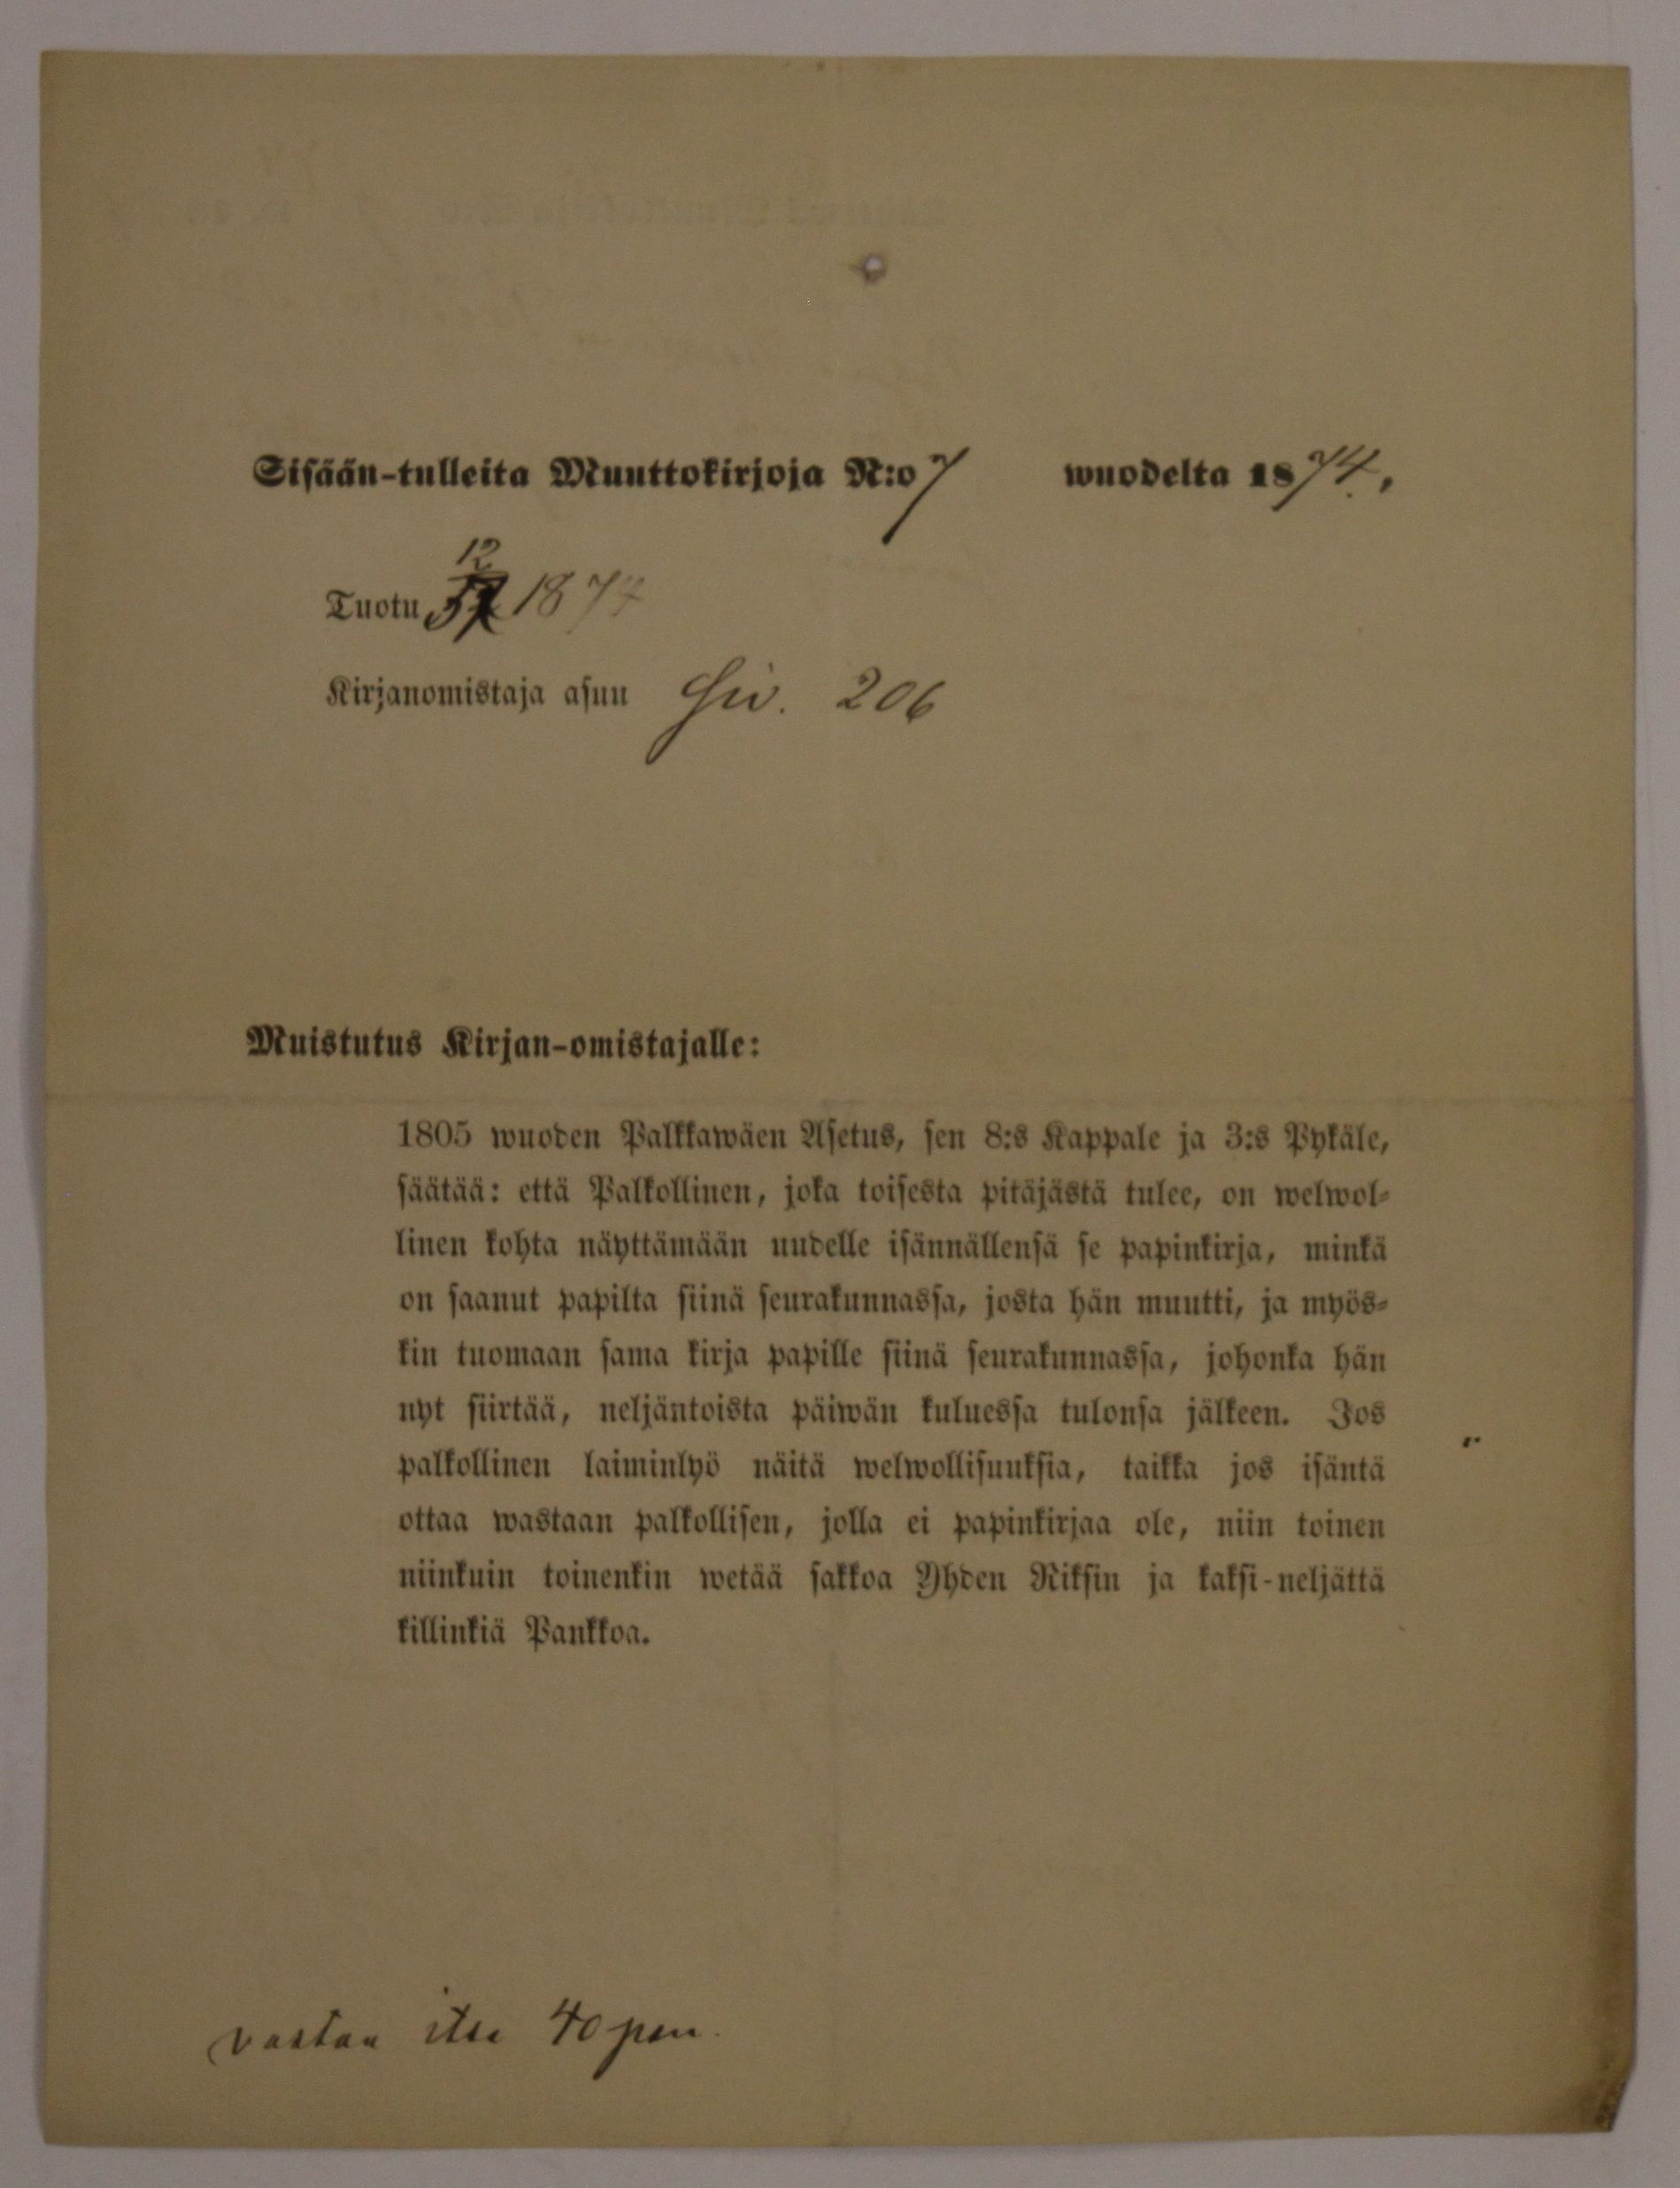 Sisään-tulleita Muuttokirjoja N:o 7 wuodelta 1874.
Tuotu 12 1874
Kirjanomistaja asuu Siv. 206
Muistutus Kirjan-omistajalle:
1805 wuoden Palkkawäen Asetus, sen 8:s Kappale ja 3:s Pykäle,
säätää: että Palkollinen, joka toisesta pitäjästä tulee, on welwol-
linen kohta näyttämään uudelle isännällensä se papinkirja, minkä
on saanut papilta siinä seurakunnassa, josta hän muutti, ja myös-
kin tuomaan sama kirja papille siinä seurakunnassa, johonka hän
nyt siirtää, neljäntoista päiwän kuluessa tulonsa jälkeen. Jos
palkollinen laiminlyö näitä welwollisuuksia, taikka jos isäntä
ottaa wastaan palkollisen, jolla ei papinkirjaa ole, niin toinen
niinkuin toinenkin wetää sakkoa Yhden Riksin ja kaksi-neljättä
killinkiä Pankkoa.
vastaa itse 40 pen.